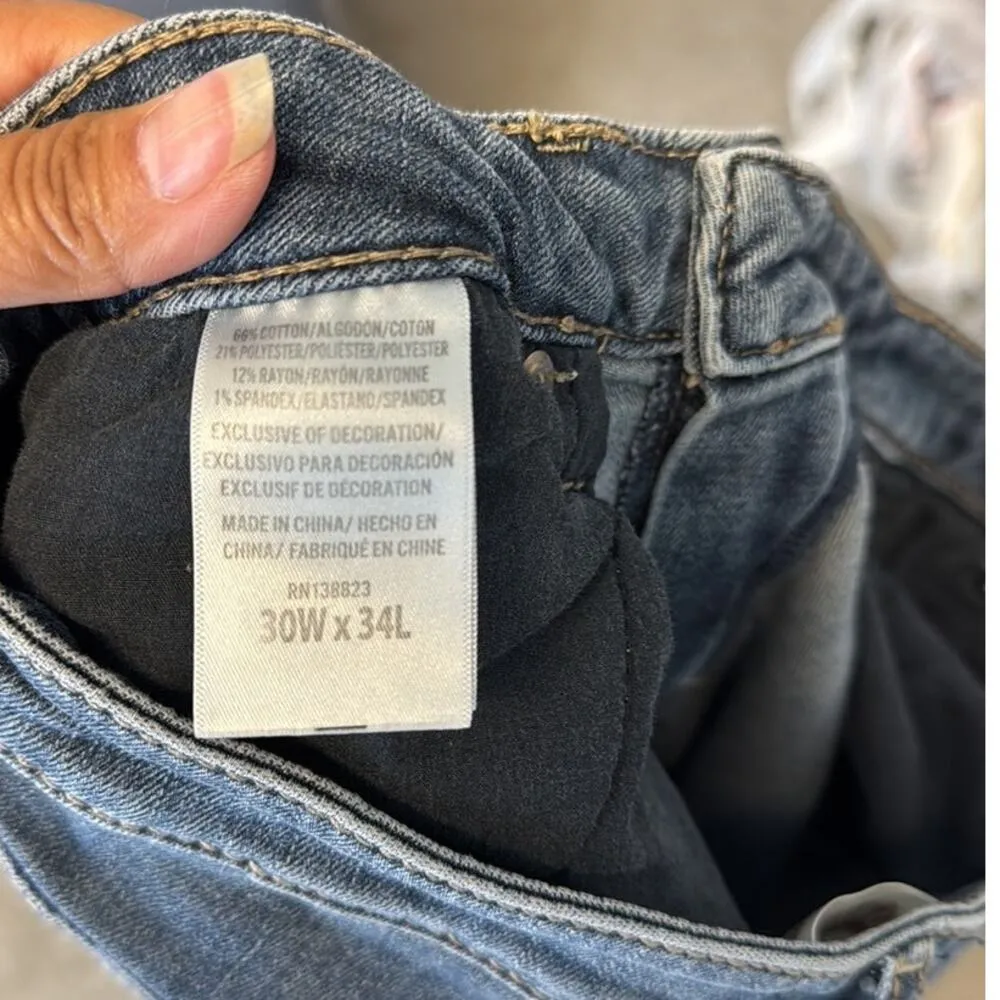 66% COTTON/ALGODÓN/COTON
21% POLYESTER/POLIÉSTER/POLYESTER
12% RAYON/RAYÓN/RAYONNE
1% SPANDEX/ELASTANO/SPANDEX
EXCLUSIVE OF DECORATION/
EXCLUSIVO PARA DECORACIÓN
EXCLUSIF DE DÉCORATION
MADE IN CHINA/ HECHO EN
CHINA/ FABRIQUÉ EN CHINE
RN138823
30W x 34L